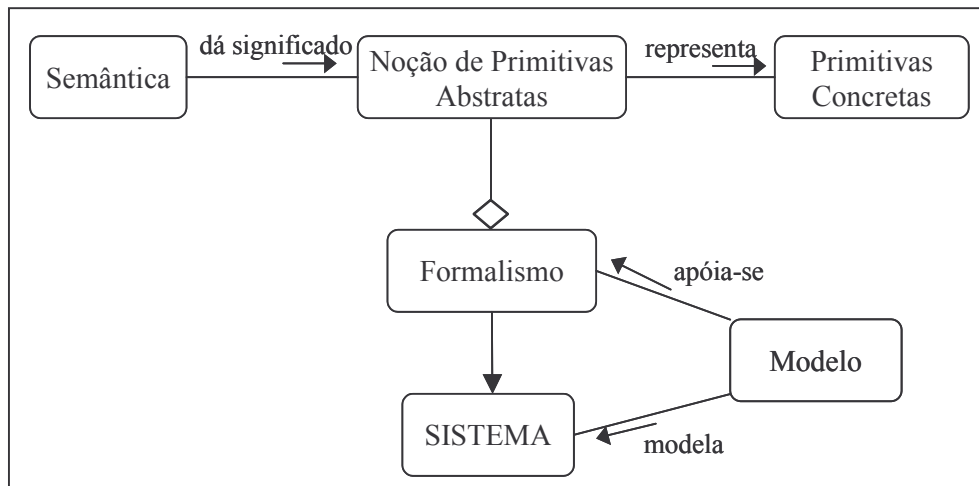 dá significado
representa
Semântica
Noção de Primitivas
Abstratas
Primitivas
Concretas
Formalismo
apóia-se
Modelo
SISTEMA
modela